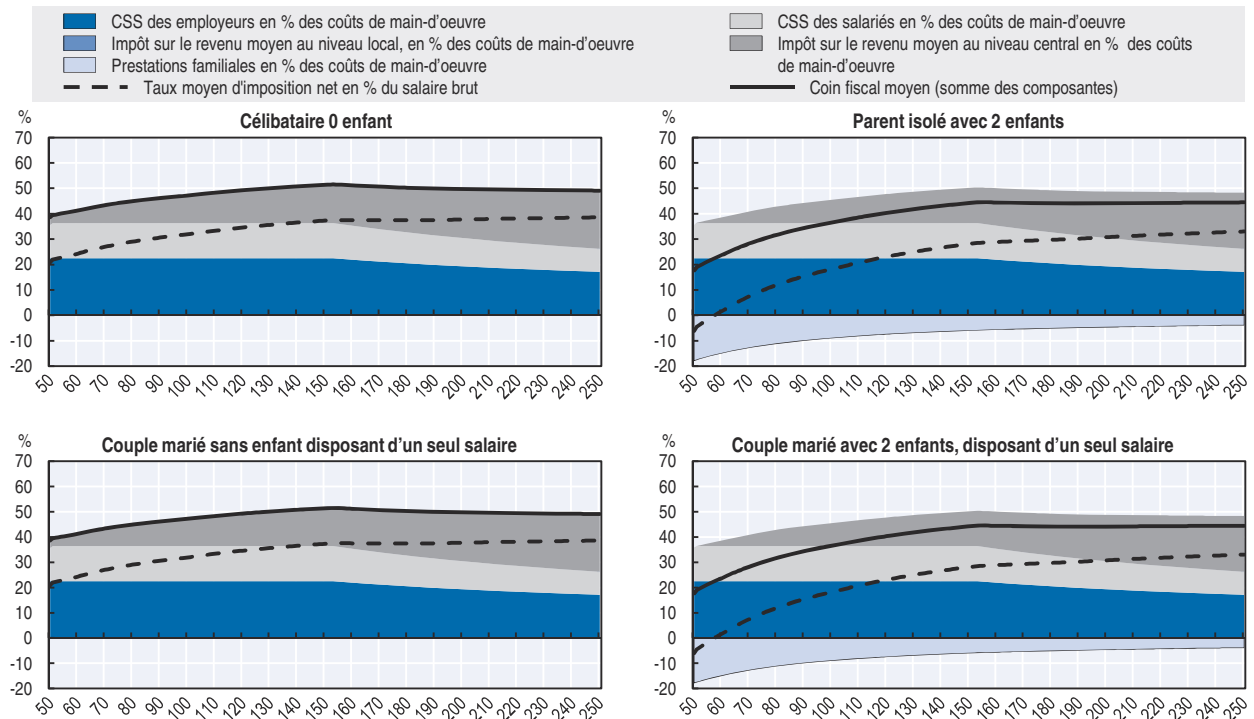 CSS des employeurs en % des coûts de main-d'oeuvre
CSS des salariés en % des coûts de main-d'oeuvre
Impôt sur le revenu moyen au niveau local, en % des coûts de main-d'oeuvre
Impôt sur le revenu moyen au niveau central en % des coûts
de main-d'oeuvre
Prestations familiales en % des coûts de main-d'oeuvre
Taux moyen d'imposition net en % du salaire brut
Coin fiscal moyen (somme des composantes)
%
Célibataire 0 enfant
70
60
50
40
30
20
10
0
-10
-20
50 60 70 80 90 100 110 120 130 140 150 160 170 180 190 200 210 220 230 240 250
%
Parent isolé avec 2 enfants
70
60
50
40
30
20
10
0
-10
-20
50 60 70 80 90 100 110 120 130 140 150 160 170 180 190 200 210 220 230 240 250
%
Couple marié sans enfant disposant d'un seul salaire
70
60
50
40
30
20
10
0
-10
-20
50 60 70 80 90 100 110 120 130 140 150 160 170 180 190 200 210 220 230 240 250
%
Couple marié avec 2 enfants, disposant d'un seul salaire
70
60
50
40
30
20
10
0
-10
-20
50 60 70 80 90 100 110 120 130 140 150 160 170 180 190 200 210 220 230 240 250